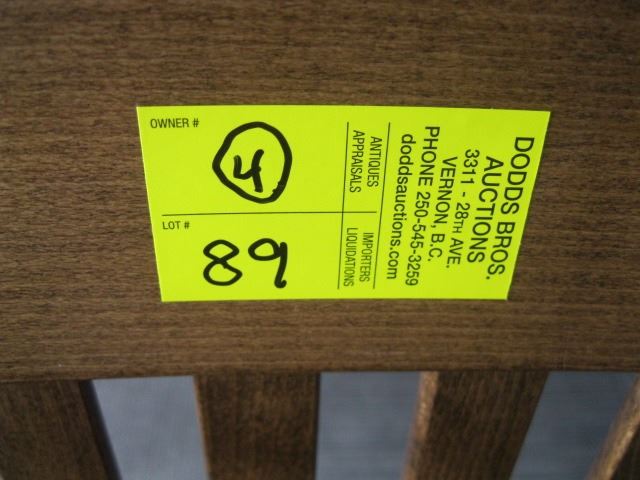 DODDS BROS.
AUCTIONS
3311 - 28TH AVE.
VERNON, B.C.
PHONE 250-545-3259
doddsauctions.com
ANTIQUES
APPRAISALS
IMPORTERS
LIQUIDATIONS
OWNER #
LOT #
89